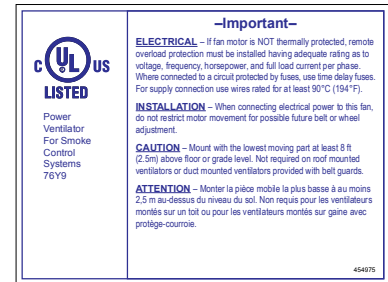 C UL US
LISTED
Power
Ventilator
For Smoke
Control
Systems
76Y9
–Important–
ELECTRICAL – If fan motor is NOT thermally protected, remote
overload protection must be installed having adequate rating as to
voltage, frequency, horsepower, and full load current per phase.
Where connected to a circuit protected by fuses, use time delay fuses.
For supply connection use wires rated for at least 90°C (194°F).
INSTALLATION – When connecting electrical power to this fan,
do not restrict motor movement for possible future belt or wheel
adjustment.
CAUTION – Mount with the lowest moving part at least 8 ft
(2.5m) above floor or grade level. Not required on roof mounted
ventilators or duct mounted ventilators provided with belt guards.
ATTENTION – Monter la pièce mobile la plus basse à au moins
2,5 m au-dessus du niveau du sol. Non requis pour les ventilateurs
montés sur un toit ou pour les ventilateurs montés sur gaine avec
protège-courroie.
454975